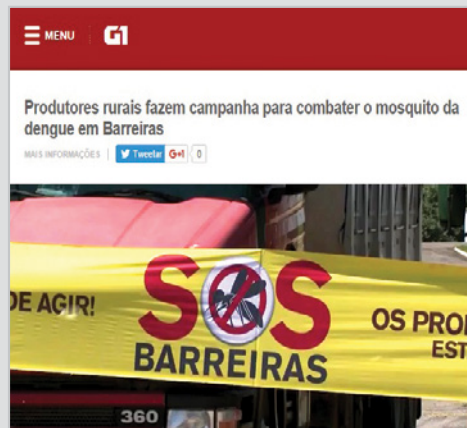 MENU G1
Produtores rurais fazem campanha para combater o mosquito da
dengue em Barreiras
MAIS INFORMAÇÕES Tweetar G+1 0
DE AGIR!
SOS
BARREIRAS
OS PRO
EST
360